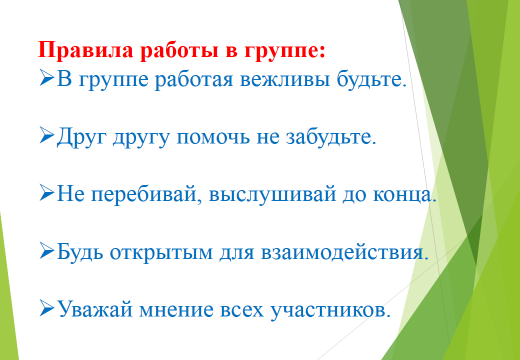 Правила работы в группе:
➢В группе работая вежливы будьте.
➢Друг другу помочь не забудьте.
➢Не перебивай, выслушивай до конца.
➢Будь открытым для взаимодействия.
➢Уважай мнение всех участников.